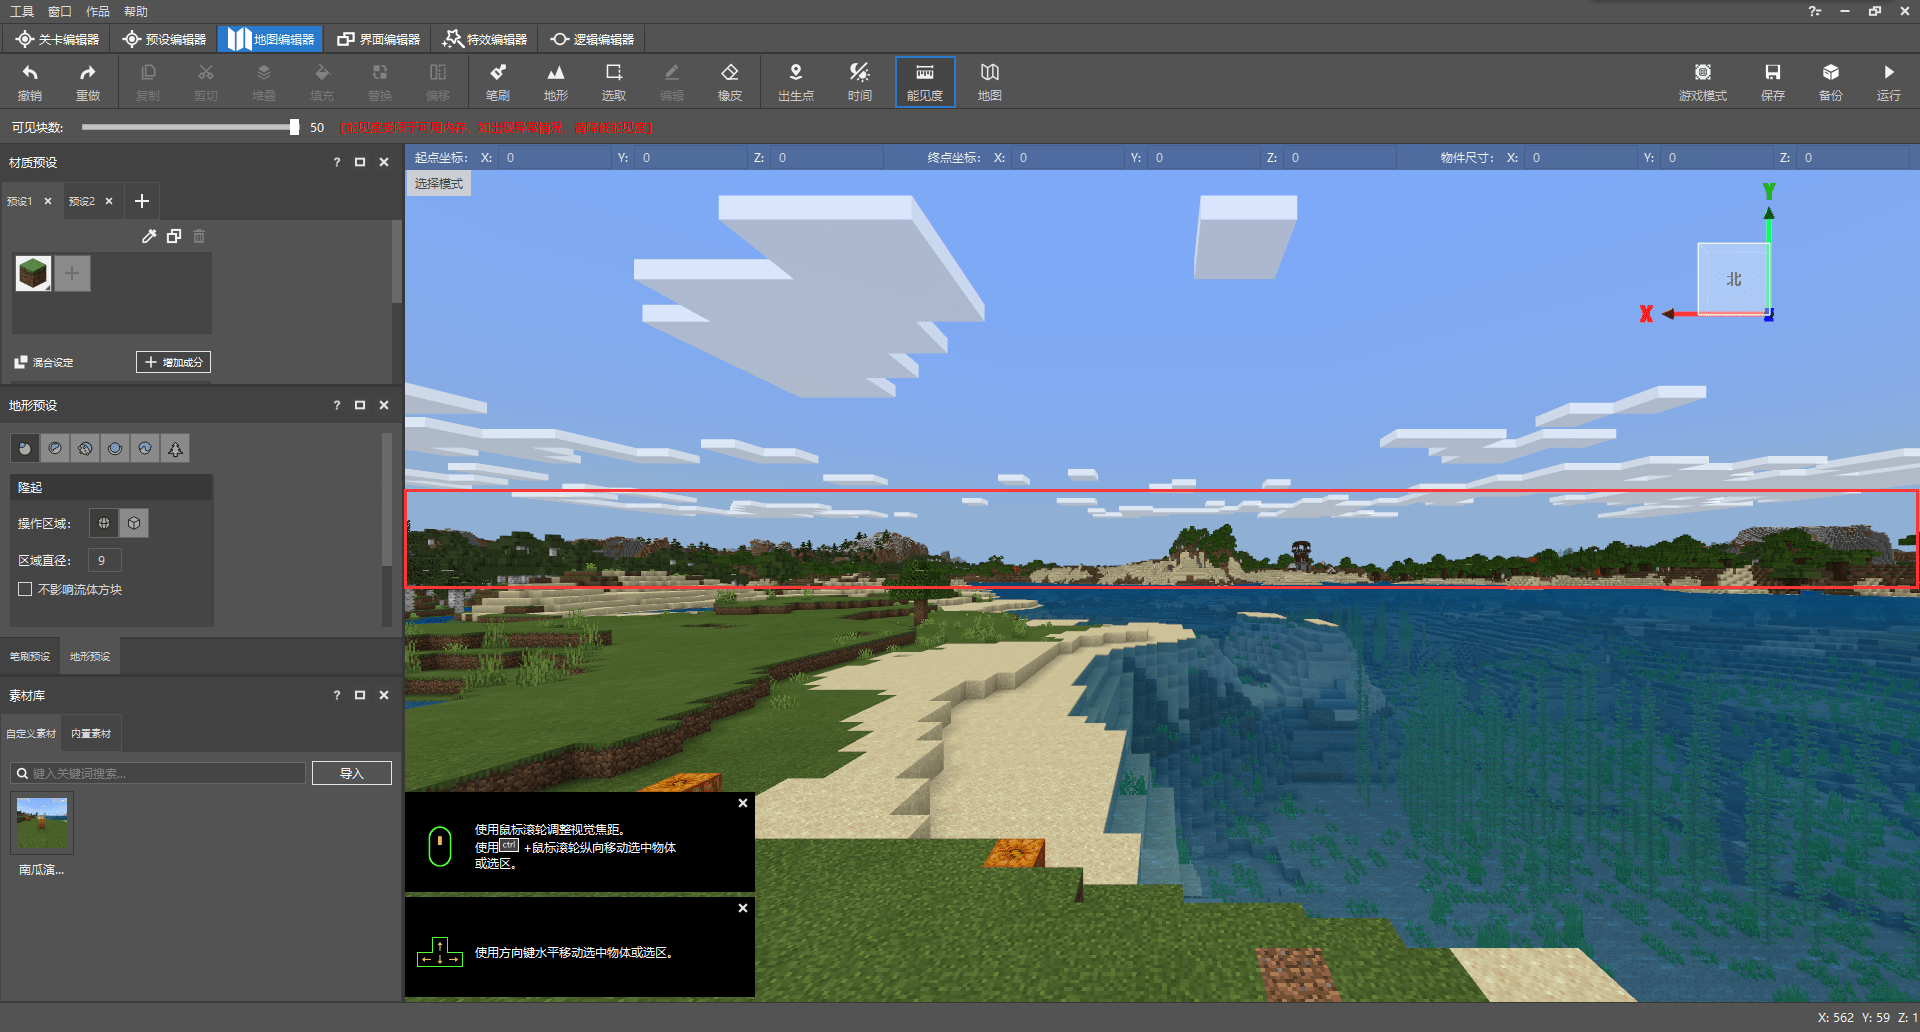 工具 窗口 作品 帮助
关卡编辑器 预设编辑器 地图编辑器 界面编辑器 特效编辑器 逻辑编辑器
撤销 重做 复制 剪切 堆叠 填充 替换 偏移 笔刷 地形 选取 编辑 橡皮 出生点 时间 能见度 地图 游戏模式 保存 备份 运行
可见块数: 50
材质预设 ?
起点坐标: X: 0 Y: 0 Z: 0 终点坐标: X: 0 Y: 0 Z: 0 物件尺寸: X: 0 Y: 0 Z: 0
选择模式
预设1 预设2
Y
北
X
混合设定 增加成分
地形预设 ?
隆起
操作区域:
区域直径: 9
不影响流体方块
笔刷预设 地形预设
素材库 ?
自定义素材 内置素材
键入关键词搜索... 导入
南瓜演...
使用鼠标滚轮调整视觉焦距。
使用ctrl +鼠标滚轮纵向移动选中物体
或选区。
使用方向键水平移动选中物体或选区。
X: 562 Y: 59 Z: 1